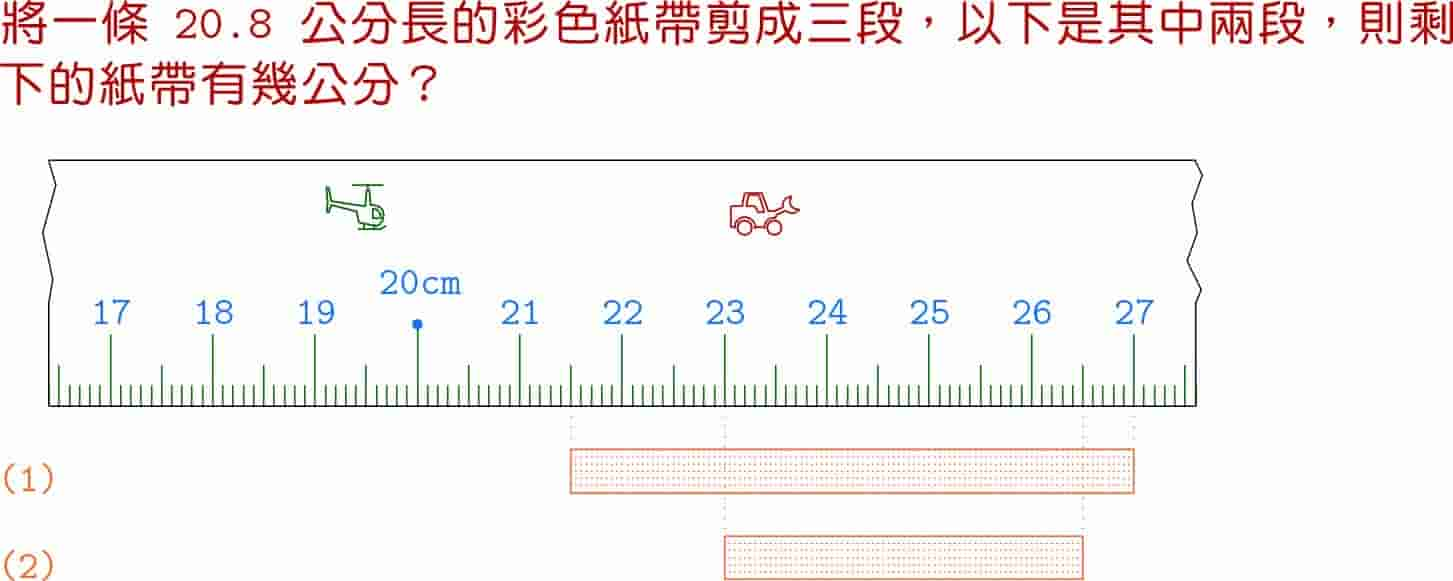 將一條 20.8 公分長的彩色紙帶剪成三段，以下是其中兩段，則剩
下的紙帶有幾公分？
20cm
17 18 19 21 22 23 24 25 26 27
(1)
(2)